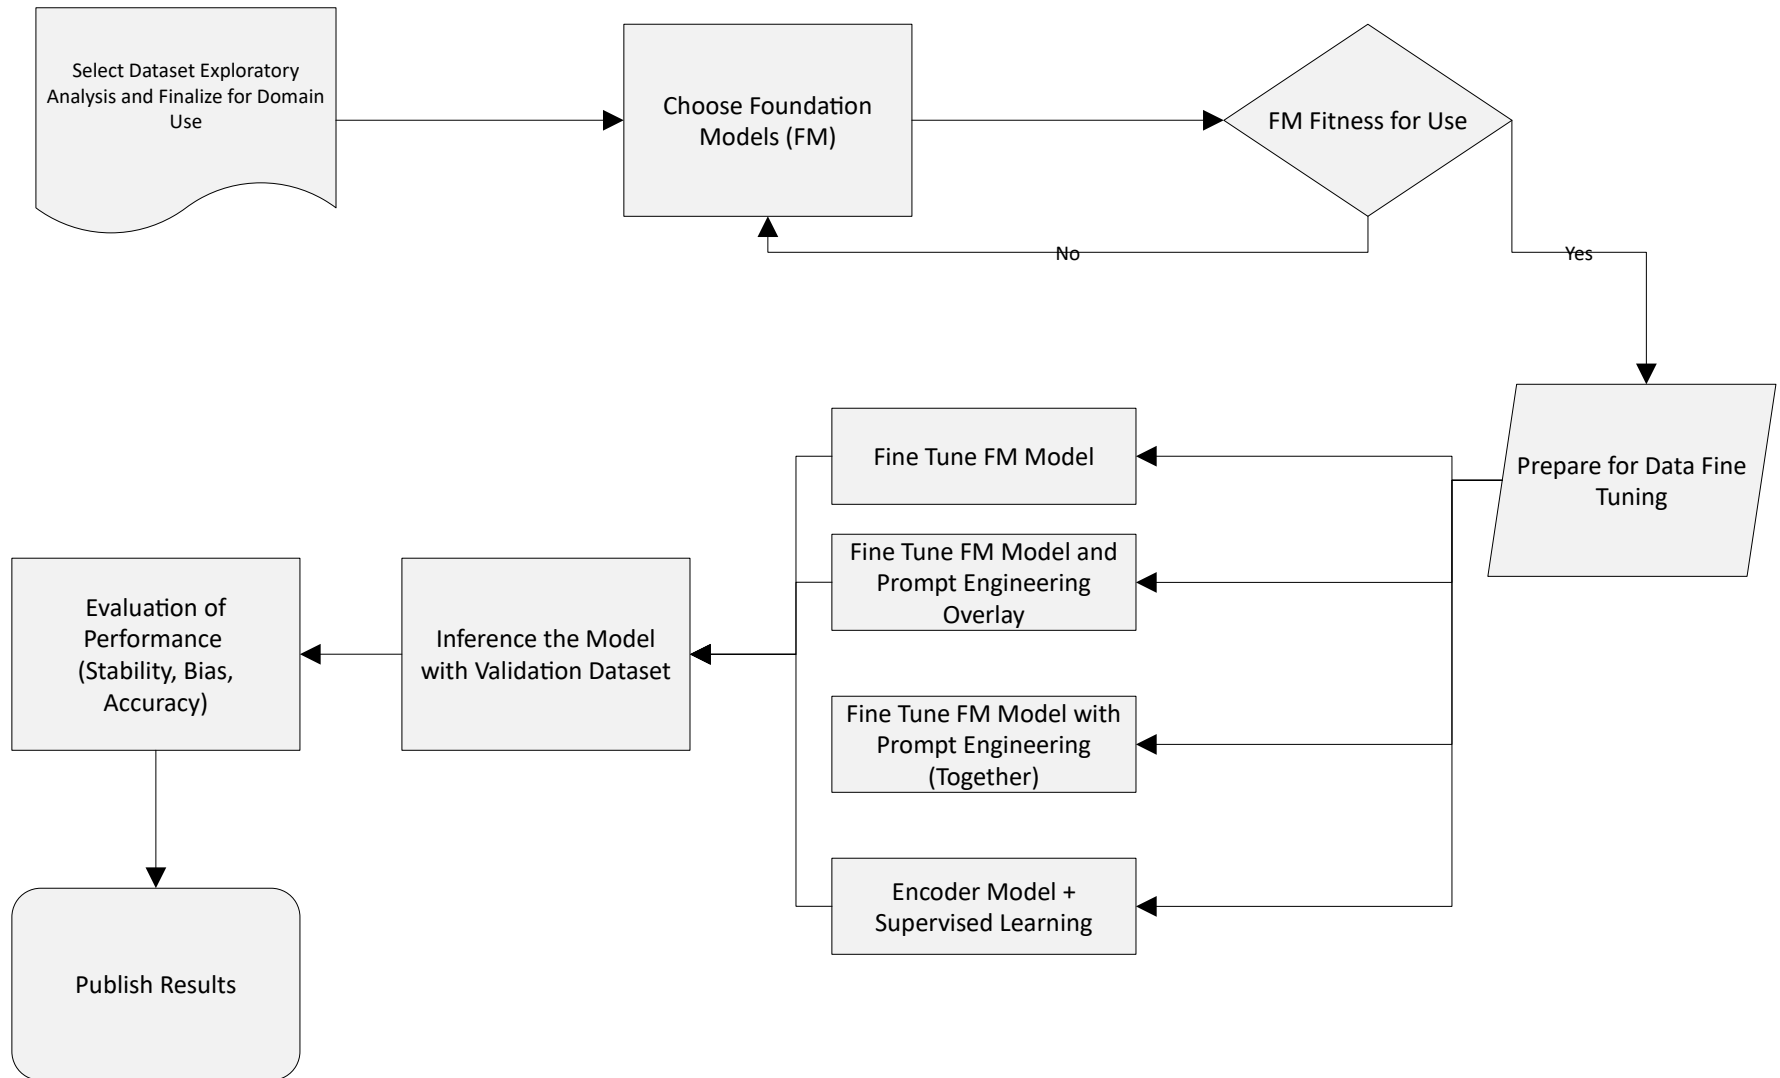 Select Dataset Exploratory
Analysis and Finalize for Domain
Use
Choose Foundation
Models (FM)
FM Fitness for Use
No
Yes
Prepare for Data Fine
Tuning
Fine Tune FM Model
Fine Tune FM Model and
Prompt Engineering
Overlay
Fine Tune FM Model with
Prompt Engineering
(Together)
Encoder Model +
Supervised Learning
Inference the Model
with Validation Dataset
Evaluation of
Performance
(Stability, Bias,
Accuracy)
Publish Results